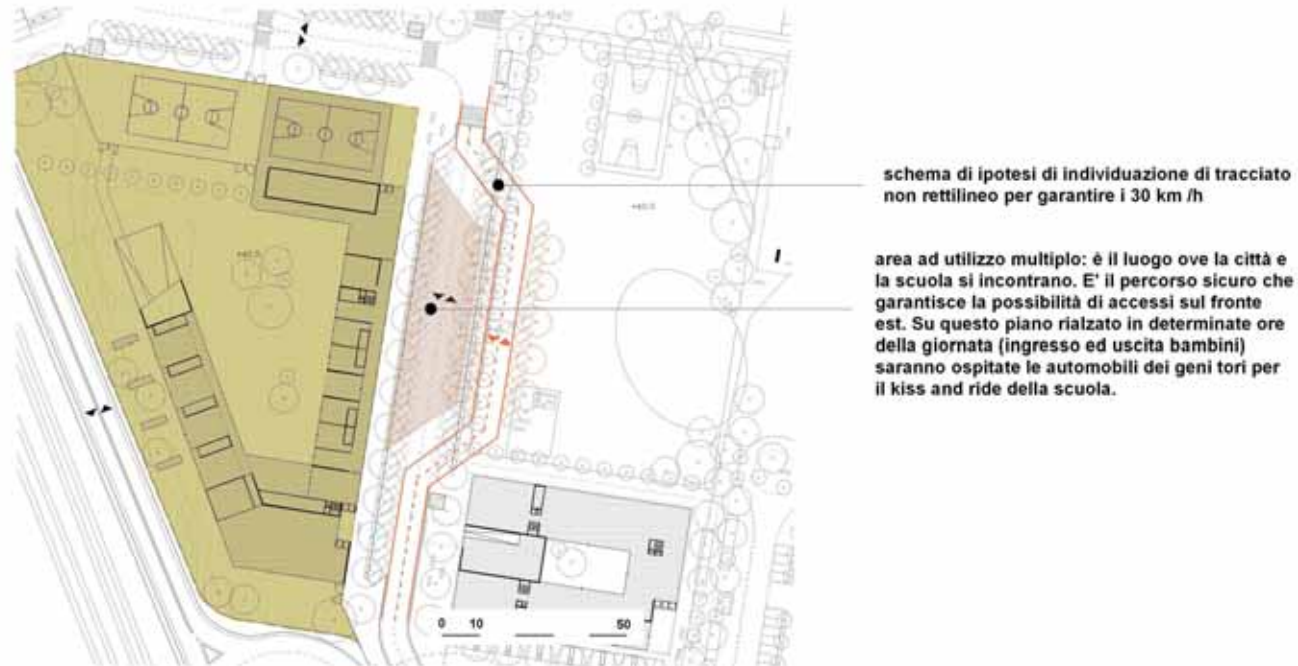 schema di ipotesi di individuazione di tracciato
non rettilineo per garantire i 30 km /h
area ad utilizzo multiplo: è il luogo ove la città e
la scuola si incontrano. E' il percorso sicuro che
garantisce la possibilità di accessi sul fronte
est. Su questo piano rialzato in determinate ore
della giornata (ingresso ed uscita bambini)
saranno ospitate le automobili dei geni tori per
il kiss and ride della scuola.
0 10 50